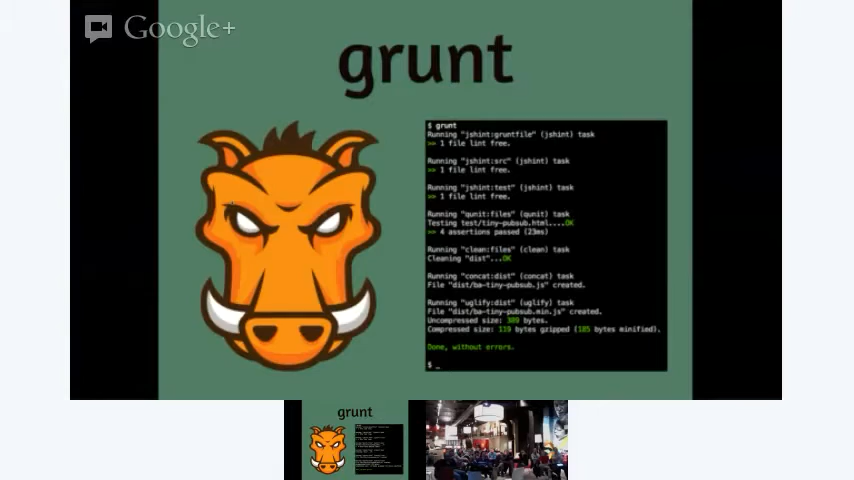 Google+
grunt
$ grunt
Running "jshint:gruntfile" (jshint) task
>> 1 file lint free.
Running "jshint:src" (jshint) task
>> 1 file lint free.
Running "jshint:test" (jshint) task
>> 1 file lint free.
Running "qunit:files" (qunit) task
Testing test/tiny-pubsub.html....OK
>> 4 assertions passed (23ms)
Running "clean:files" (clean) task
Cleaning "dist"...OK
Running "concat:dist" (concat) task
File "dist/ba-tiny-pubsub.js" created.
Running "uglify:dist" (uglify) task
File "dist/ba-tiny-pubsub.min.js" created.
Uncompressed size: 389 bytes.
Compressed size: 119 bytes gzipped (185 bytes minified).
Done, without errors.
$ _
grunt